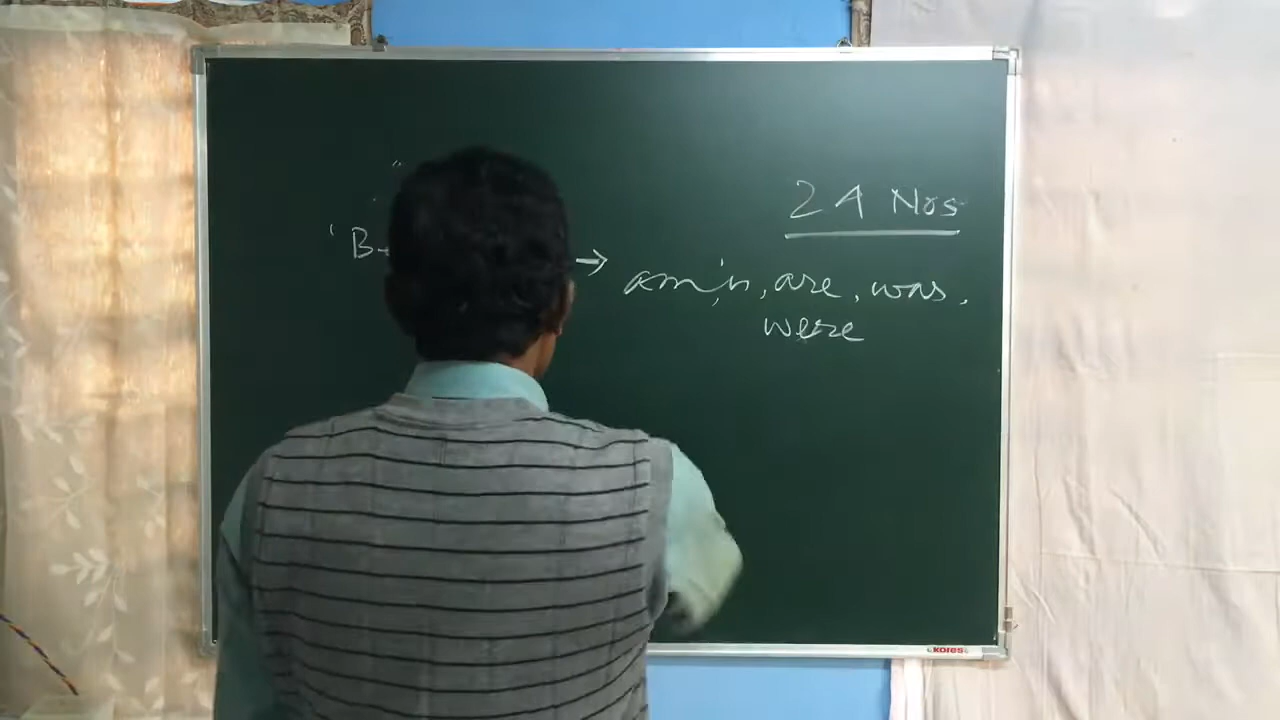 24 Nos
'B
→ am, is, are, was,
were
KORES